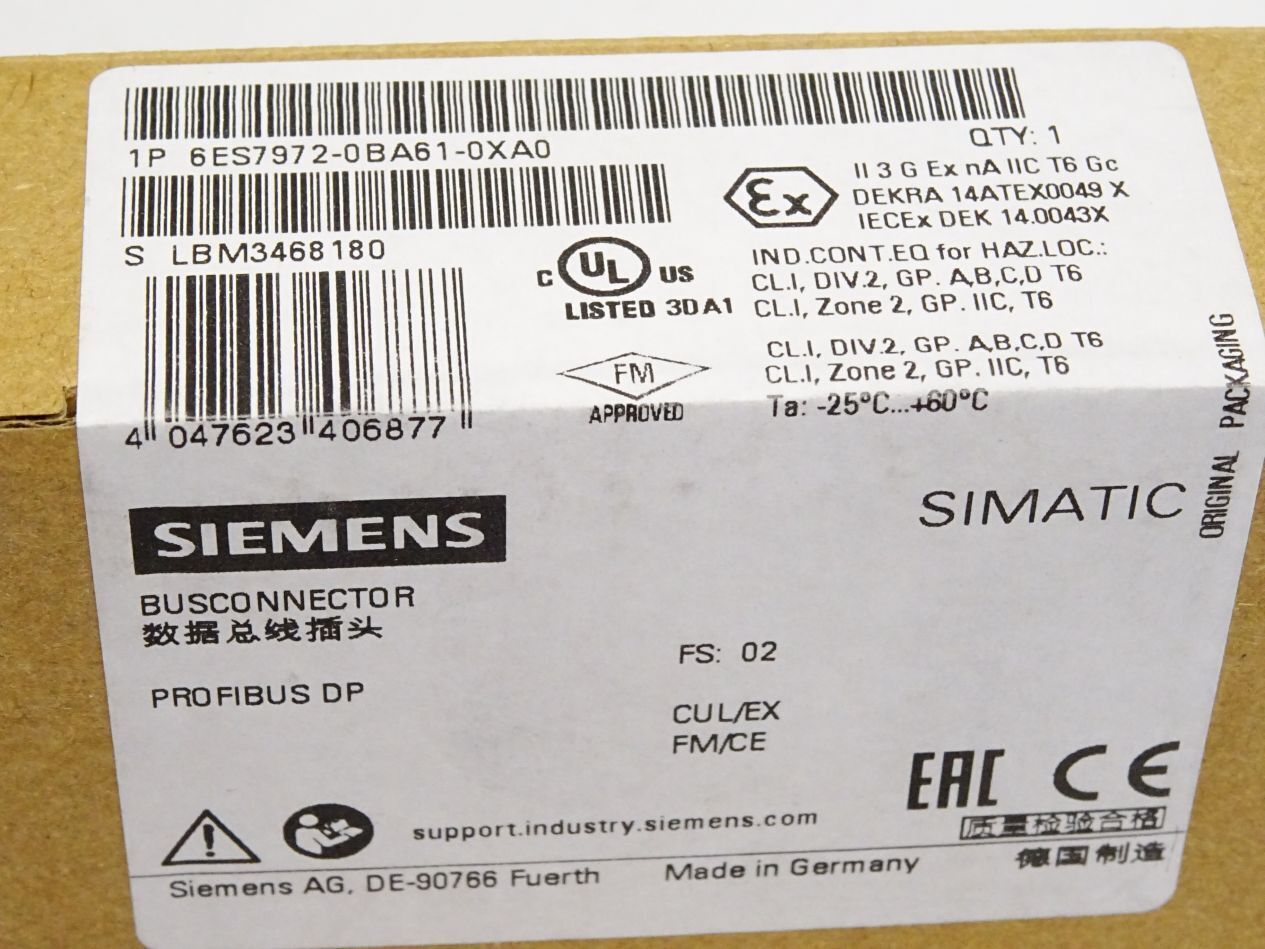 1P 6ES7972-0BA61-0XA0
QTY: 1
S LBM3468180
Ex
II 3 G Ex nA IIC T6 Gc
DEKRA 14ATEX0049 X
IECEx DEK 14.0043X
C UL US
LISTED 3DA1
IND.CONT.EQ for HAZ.LOC.:
CL.I, DIV.2, GP. A,B,C,D T6
CL.I, Zone 2, GP. IIC, T6
FM
APPROVED
CL.I, DIV.2, GP. A,B,C,D T6
CL.I, Zone 2, GP. IIC, T6
Ta: -25°C...+60°C
4 047623 406877
ORIGINAL PACKAGING
SIEMENS
SIMATIC
BUSCONNECTOR
数据总线插头
PROFIBUS DP
FS: 02
CUL/EX
FM/CE
EAC CE
support.industry.siemens.com
质量检验合格
Siemens AG, DE-90766 Fuerth
Made in Germany
德国制造